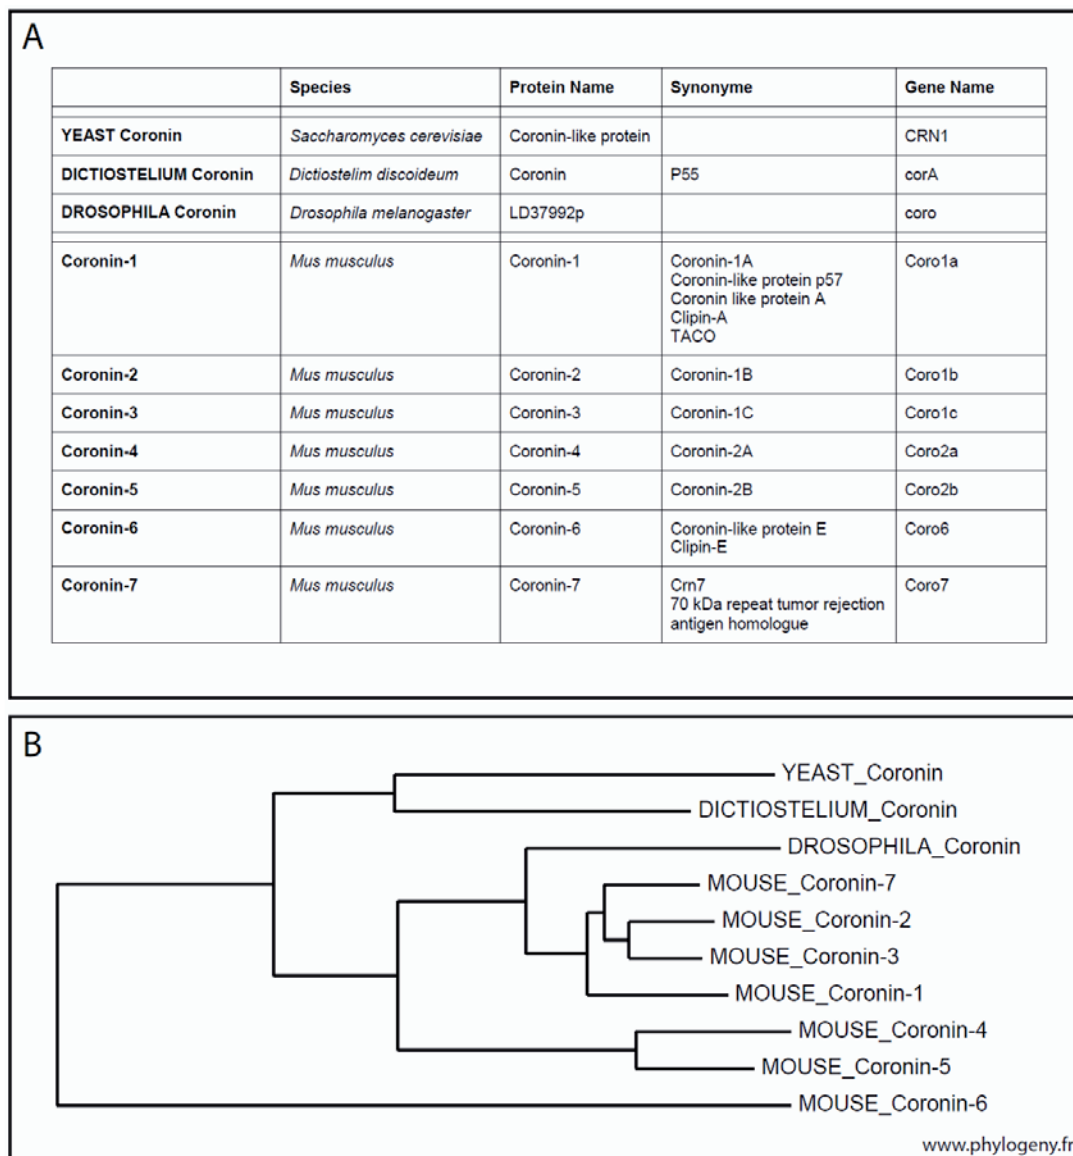 A
Species Protein Name Synonyme Gene Name
YEAST Coronin Saccharomyces cerevisiae Coronin-like protein CRN1
DICTIOSTELIUM Coronin Dictiostelim discoideum Coronin P55 corA
DROSOPHILA Coronin Drosophila melanogaster LD37992p coro
Coronin-1 Mus musculus Coronin-1 Coronin-1A Coro1a
Coronin-like protein p57
Coronin like protein A
Clipin-A
TACO
Coronin-2 Mus musculus Coronin-2 Coronin-1B Coro1b
Coronin-3 Mus musculus Coronin-3 Coronin-1C Coro1c
Coronin-4 Mus musculus Coronin-4 Coronin-2A Coro2a
Coronin-5 Mus musculus Coronin-5 Coronin-2B Coro2b
Coronin-6 Mus musculus Coronin-6 Coronin-like protein E Coro6
Clipin-E
Coronin-7 Mus musculus Coronin-7 Crn7 Coro7
70 kDa repeat tumor rejection
antigen homologue
B
YEAST_Coronin
DICTIOSTELIUM_Coronin
DROSOPHILA_Coronin
MOUSE_Coronin-7
MOUSE_Coronin-2
MOUSE_Coronin-3
MOUSE_Coronin-1
MOUSE_Coronin-4
MOUSE_Coronin-5
MOUSE_Coronin-6
www.phylogeny.fr